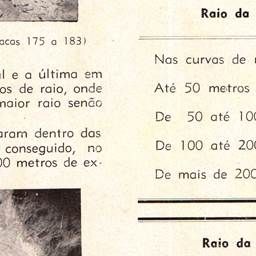 acas 175 a 183)
l e a última em
os de raio, onde
maior raio senão
aram dentro das
conseguido, no
00 metros de ex-
Raio da
Nas curvas de
Até 50 metros
De 50 até 100
De 100 até 200
De mais de 200
Raio da